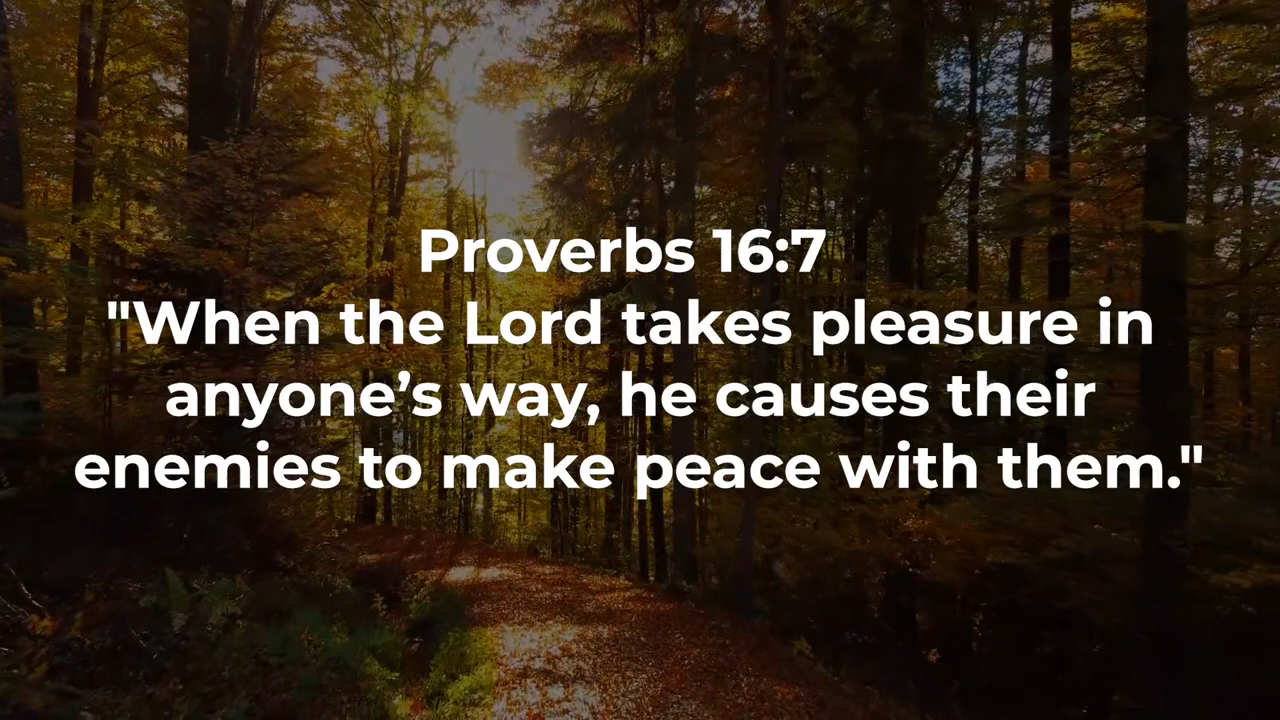 Proverbs 16:7
"When the Lord takes pleasure in
anyone’s way, he causes their
enemies to make peace with them."